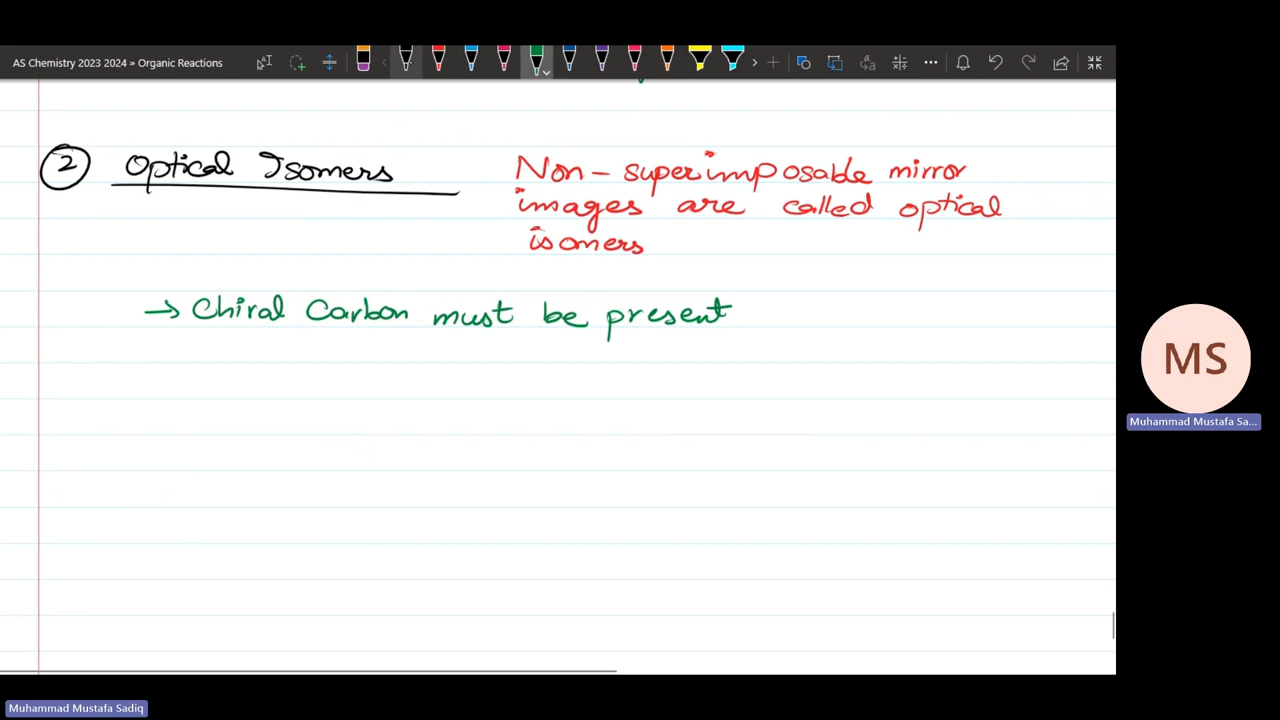 AS Chemistry 2023 2024 » Organic Reactions
2 Optical Isomers
Non-superimposable mirror
images are called optical
isomers
→ Chiral Carbon must be present
MS
Muhammad Mustafa Sa...
Muhammad Mustafa Sadiq